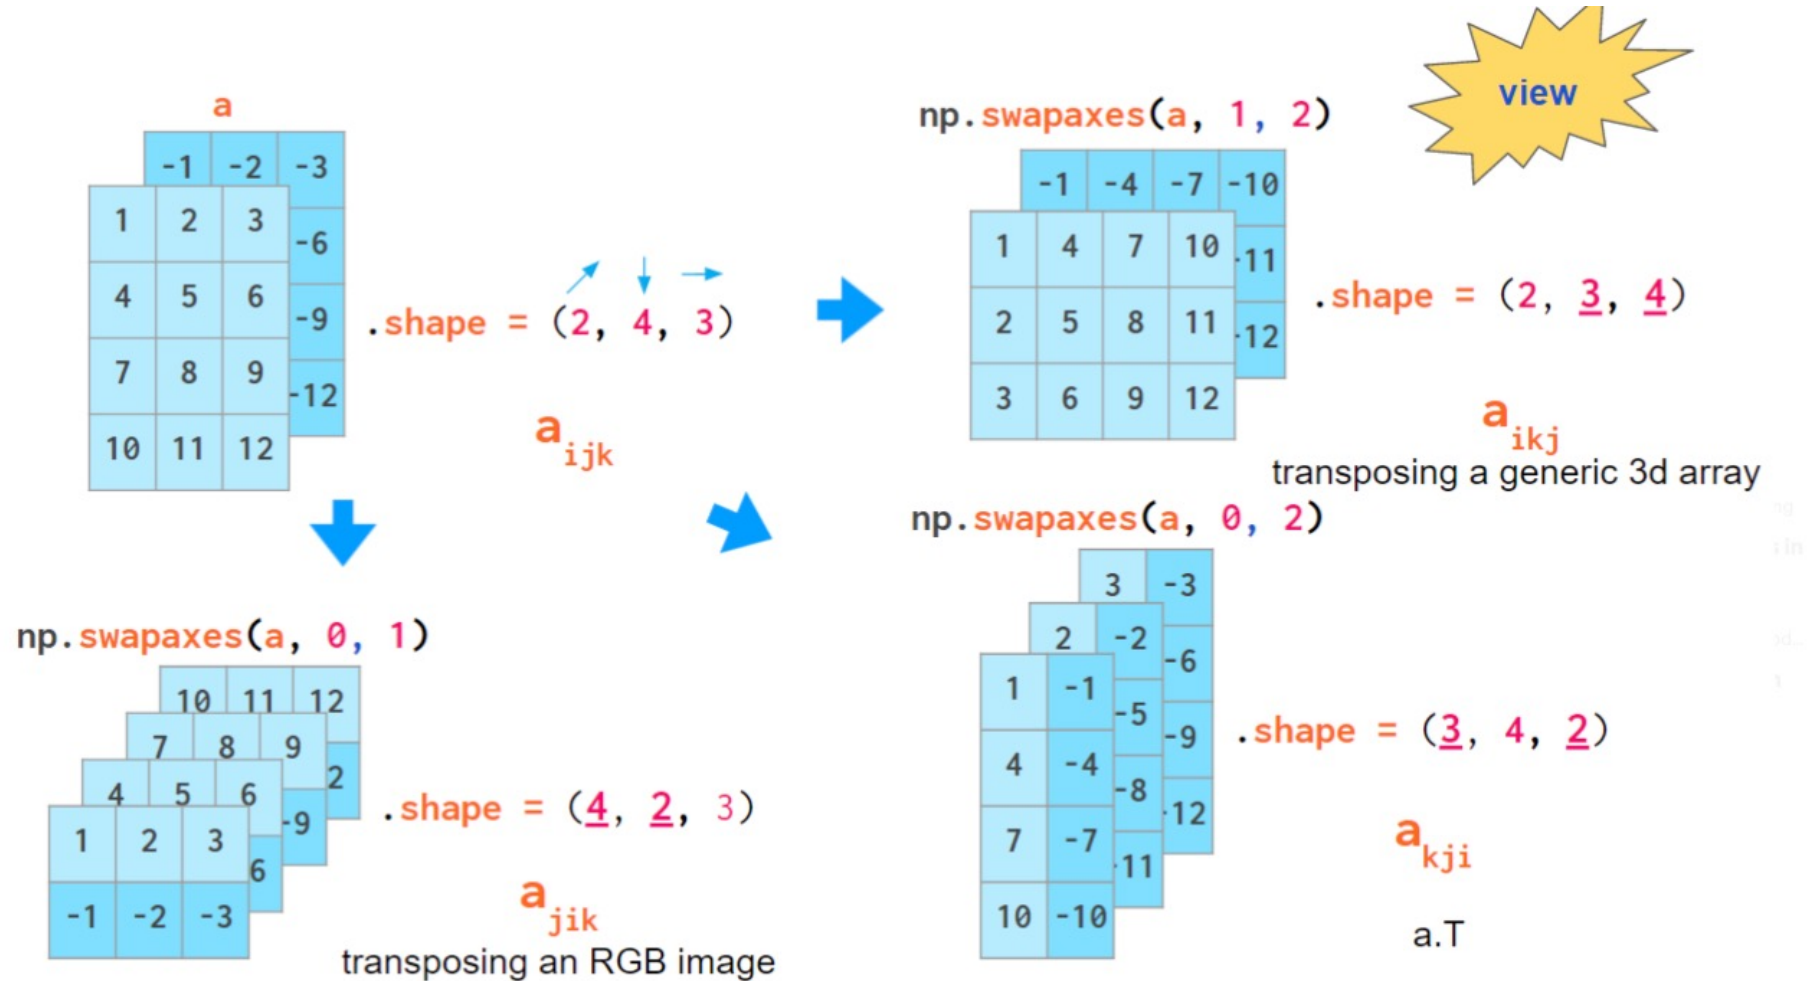 a
-1 -2 -3
1 2 3
-6
4 5 6
-9
7 8 9
-12
10 11 12
.shape = (2, 4, 3)
a ijk
np.swapaxes(a, 1, 2)
view
-1 -4 -7 -10
1 4 7 10
-11
2 5 8 11
-12
3 6 9 12
.shape = (2, 3, 4)
a ikj
transposing a generic 3d array
np.swapaxes(a, 0, 1)
10 11 12
7 8 9
2
4 5 6
-9
1 2 3
6
-1 -2 -3
.shape = (4, 2, 3)
a jik
transposing an RGB image
np.swapaxes(a, 0, 2)
3 -3
2 -2
-6
1 -1
-5
-9
4 -4
-8
-12
7 -7
-11
10 -10
.shape = (3, 4, 2)
a kji
a.T